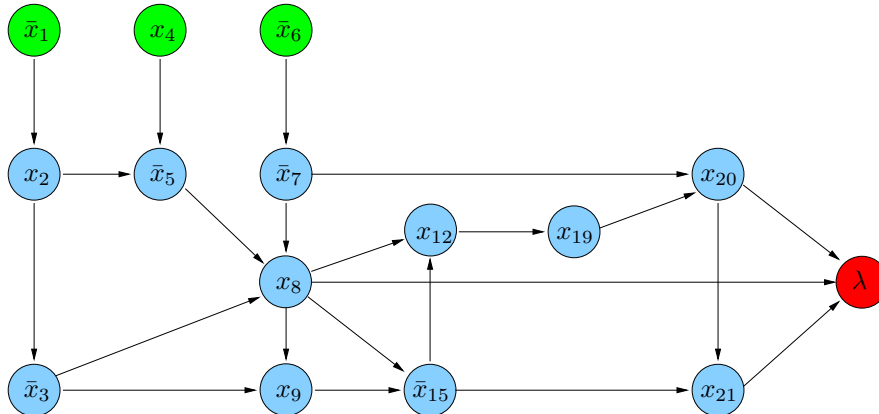 x̄₁ x₄ x̄₆
x₂ x̄₅ x̄₇ x₂₀
x₁₂ x₁₉
x₈ λ
x̄₃ x₉ x̄₁₅ x₂₁